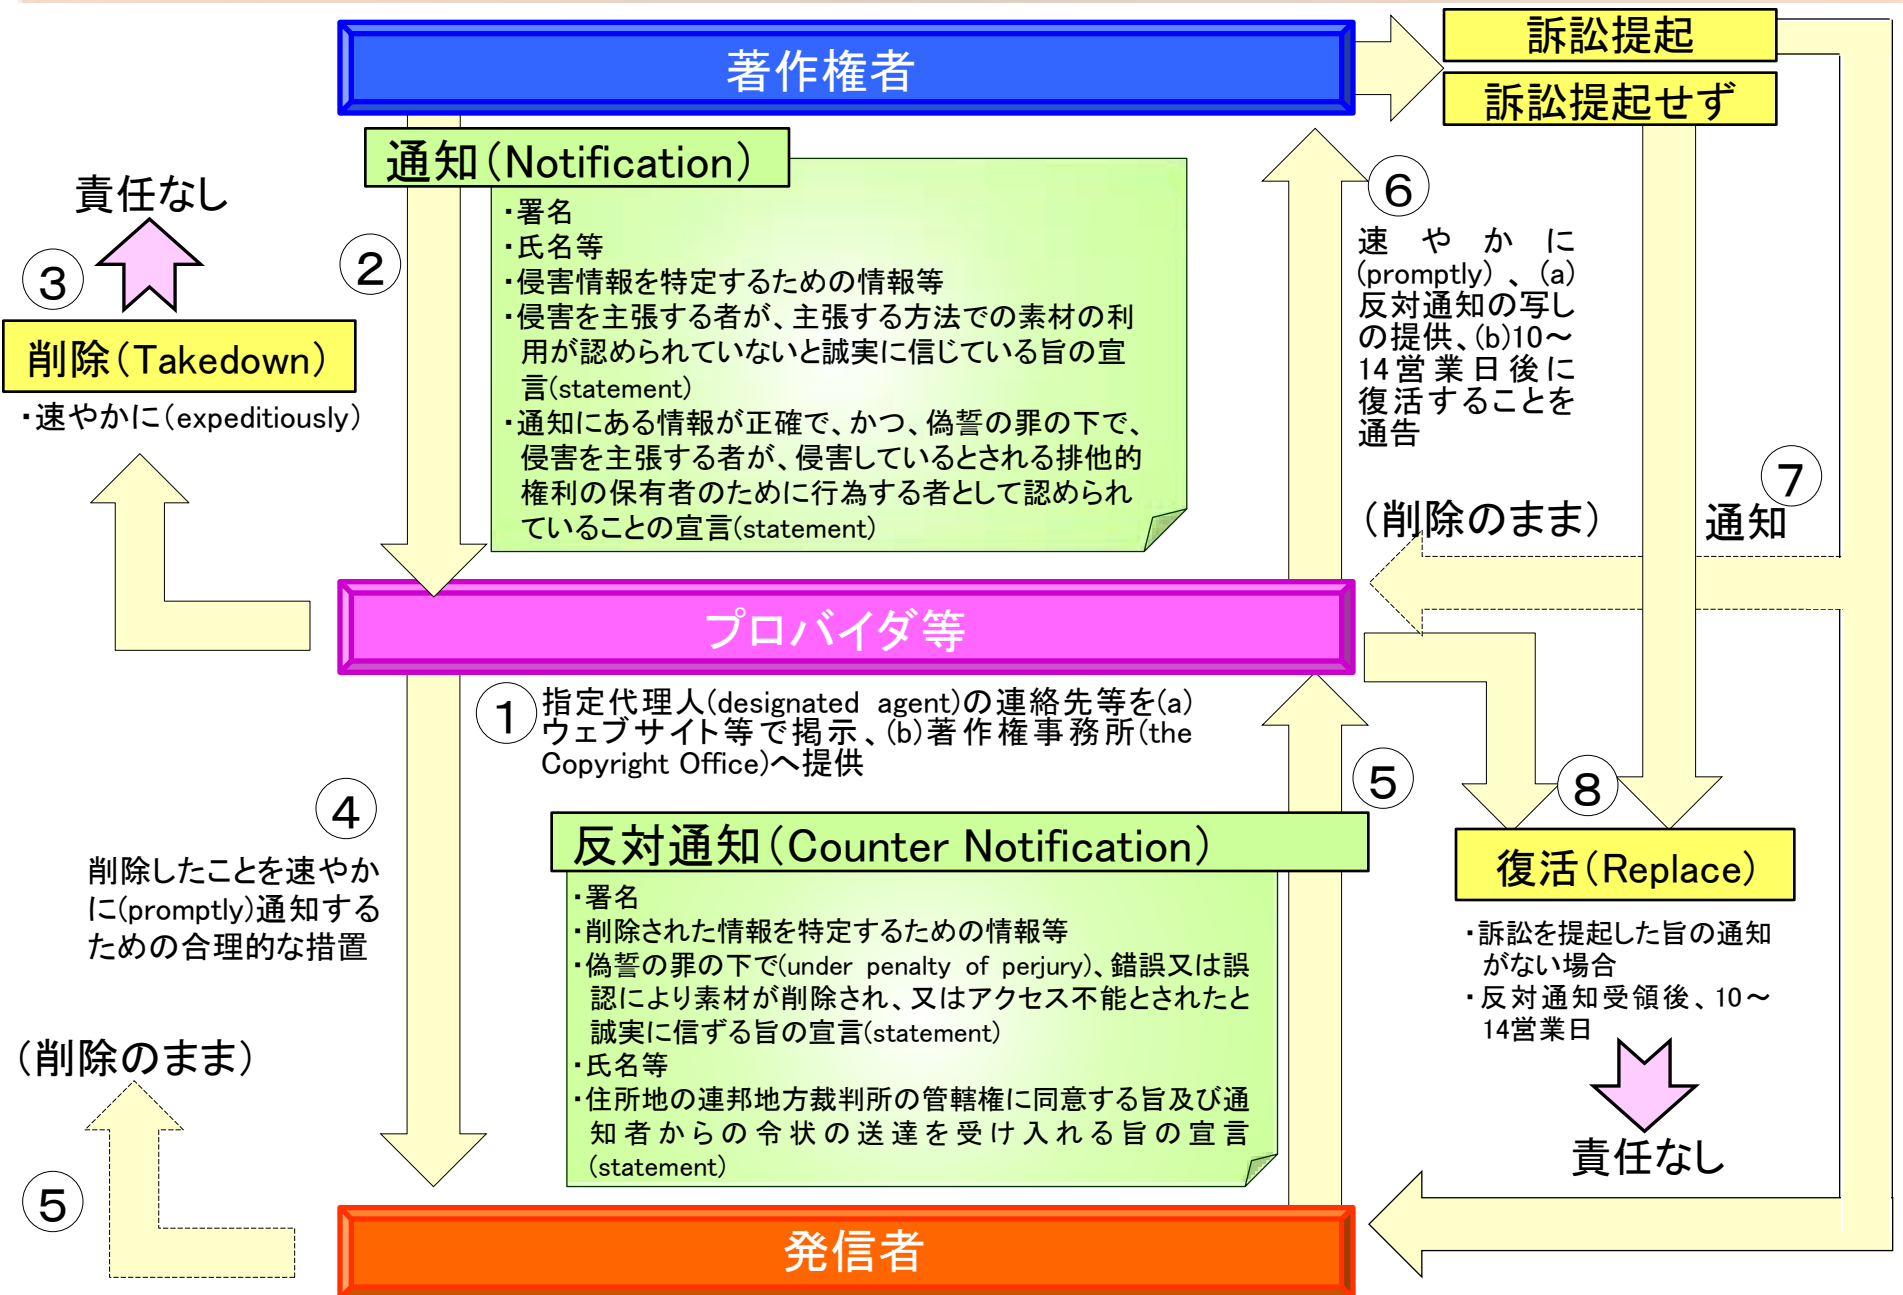 著作権者
訴訟提起
訴訟提起せず
通知（Notification）
・署名
・氏名等
・侵害情報を特定するための情報等
・侵害を主張する者が、主張する方法での素材の利
用が認められていないと誠実に信じている旨の宣
言(statement)
・通知にある情報が正確で、かつ、偽誓の罪の下で、
侵害を主張する者が、侵害しているとされる排他的
権利の保有者のために行為する者として認められ
ていることの宣言(statement)
責任なし
③
②
削除（Takedown）
・速やかに（expeditiously）
⑥
速やかに
(promptly)、(a)
反対通知の写し
の提供、(b)10～
14営業日後に
復活することを
通告
⑦
（削除のまま）
通知
プロバイダ等
①
指定代理人(designated agent)の連絡先等を(a)
ウェブサイト等で掲示、(b)著作権事務所(the
Copyright Office)へ提供
④
削除したことを速やか
に(promptly)通知する
ための合理的な措置
⑤
⑧
反対通知（Counter Notification）
・署名
・削除された情報を特定するための情報等
・偽誓の罪の下で(under penalty of perjury)、錯誤又は誤
認により素材が削除され、又はアクセス不能とされたと
誠実に信ずる旨の宣言(statement)
・氏名等
・住所地の連邦地方裁判所の管轄権に同意する旨及び通
知者からの令状の送達を受け入れる旨の宣言
(statement)
復活（Replace）
・訴訟を提起した旨の通知
がない場合
・反対通知受領後、10～
14営業日
責任なし
（削除のまま）
⑤
発信者